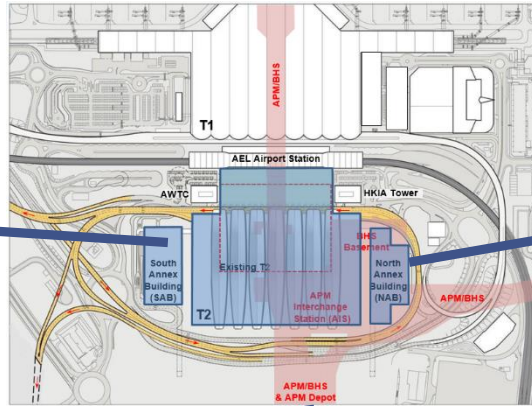 APM/BHS
T1
AEL Airport Station
AWTC
HKIA Tower
BHS
Basement
South
Annex
Building
(SAB)
Existing T2
North
Annex
Building
(NAB)
T2
APM
Interchange
Station (AIS)
APM/BHS
APM/BHS
& APM Depot